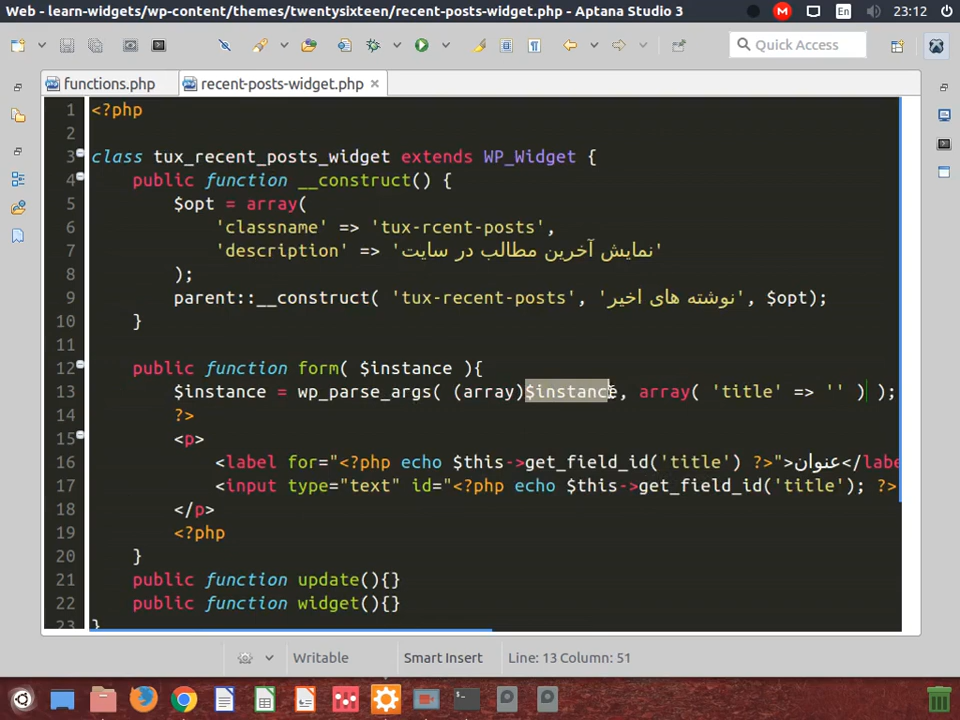 Web - learn-widgets/wp-content/themes/twentysixteen/recent-posts-widget.php - Aptana Studio 3
En
23:12
Quick Access
functions.php
recent-posts-widget.php
1 <?php
2
3 class tux_recent_posts_widget extends WP_Widget {
4 public function __construct() {
5 $opt = array(
6 'classname' => 'tux-rcent-posts',
7 'description' => 'نمایش آخرین مطالب در سایت'
8 );
9 parent::__construct( 'tux-recent-posts', 'نوشته های اخیر', $opt);
10 }
11
12 public function form( $instance ){
13 $instance = wp_parse_args( (array)$instance, array( 'title' => '' ) );
14 ?>
15 <p>
16 <label for="<?php echo $this->get_field_id('title') ?>">عنوان</labe
17 <input type="text" id="<?php echo $this->get_field_id('title'); ?>
18 </p>
19 <?php
20 }
21 public function update(){}
22 public function widget(){}
23 }
Writable
Smart Insert
Line: 13 Column: 51